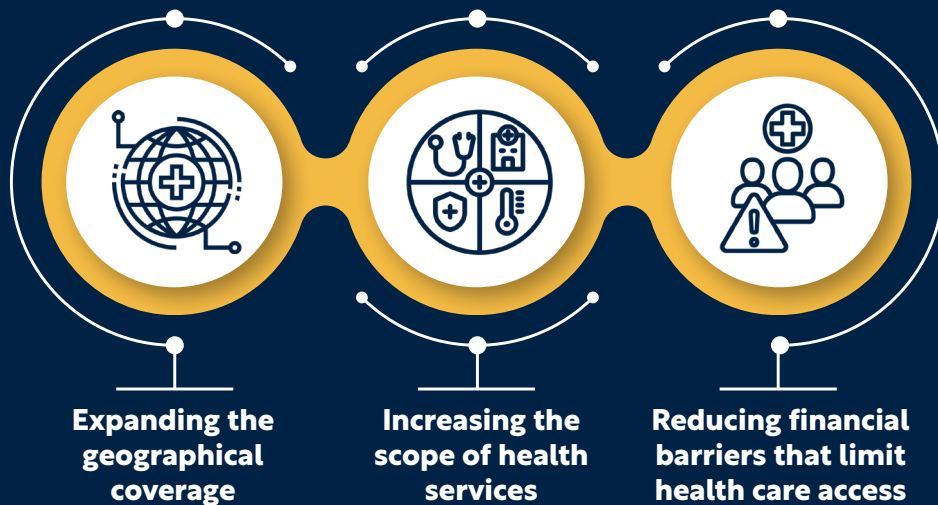 Expanding the
geographical
coverage
Increasing the
scope of health
services
Reducing financial
barriers that limit
health care access